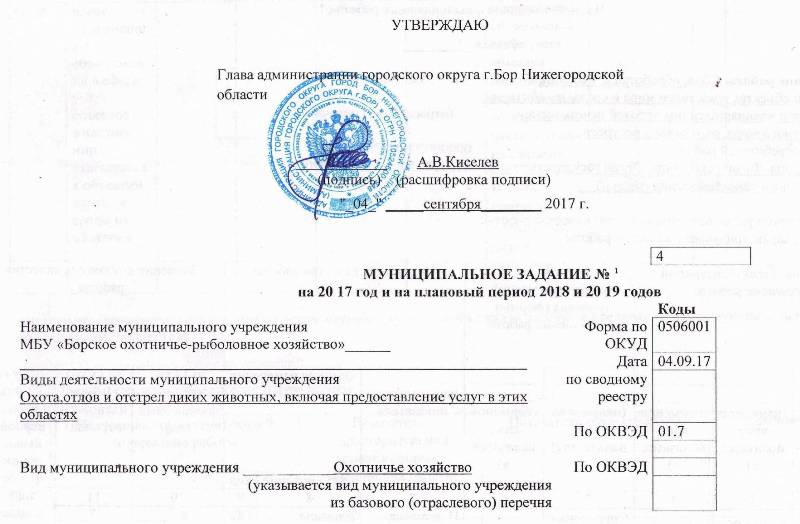 УТВЕРЖДАЮ
Глава администрации городского округа г.Бор Нижегородской
области
А.В.Киселев
(подпись) (расшифровка подписи)
" 04 " сентября 2017 г.
4
МУНИЦИПАЛЬНОЕ ЗАДАНИЕ № 1
на 20 17 год и на плановый период 2018 и 20 19 годов
Коды
Наименование муниципального учреждения Форма по 0506001
МБУ «Борское охотничье-рыболовное хозяйство» ОКУД
Дата 04.09.17
Виды деятельности муниципального учреждения по сводному
Охота,отлов и отстрел диких животных, включая предоставление услуг в этих реестру
областях
По ОКВЭД 01.7
Вид муниципального учреждения Охотничье хозяйство По ОКВЭД
(указывается вид муниципального учреждения
из базового (отраслевого) перечня